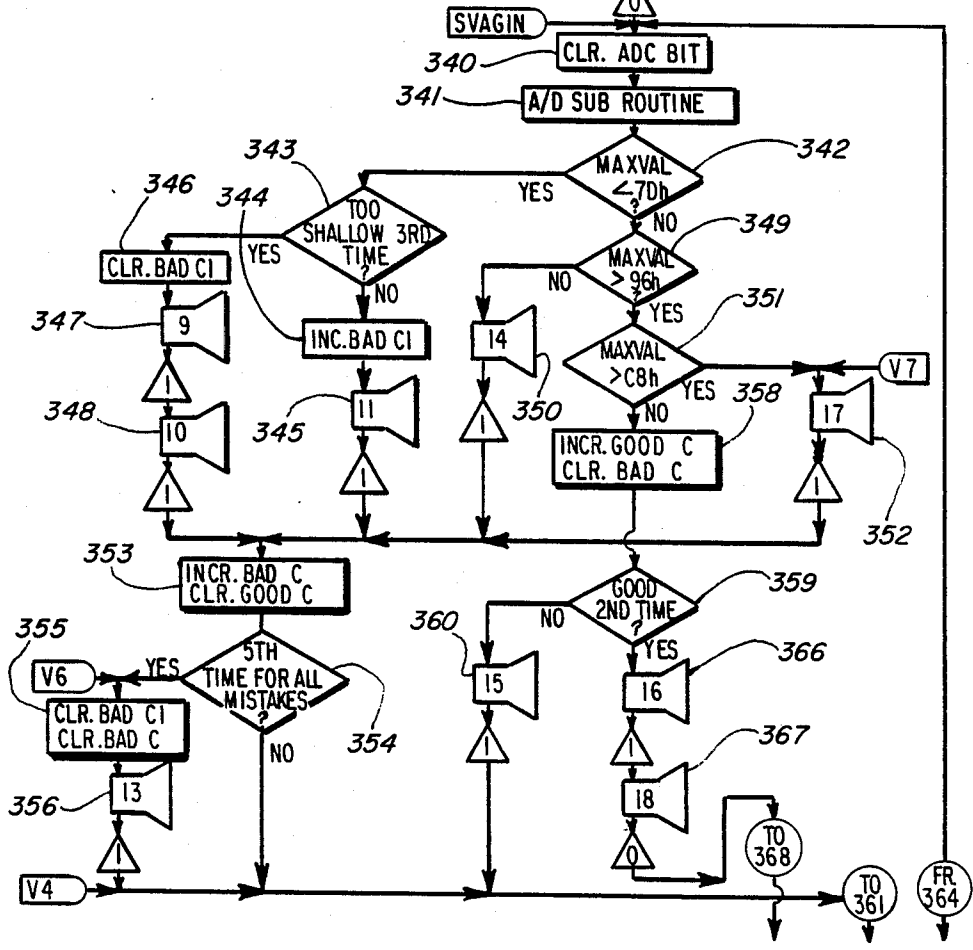 0
SVAGIN
340
CLR. ADC BIT
341
A/D SUB ROUTINE
342
MAXVAL
<7Dh
?
YES
NO
343
TOO
SHALLOW 3RD
TIME
?
YES
NO
344
346
CLR.BAD C1
347
9
1
348
10
1
INC.BAD C1
345
11
1
349
MAXVAL
>96h
?
NO
YES
14
350
1
351
MAXVAL
>C8h
YES
NO
V7
17
352
1
358
INCR.GOOD C
CLR. BAD C
353
INCR.BAD C
CLR.GOOD C
354
5TH
TIME FOR ALL
MISTAKES
?
YES
NO
355
V6
CLR.BAD C1
CLR.BAD C
356
13
1
V4
359
GOOD
2ND TIME
?
NO
YES
360
15
1
366
16
1
367
18
0
TO
368
TO
361
FR.
364